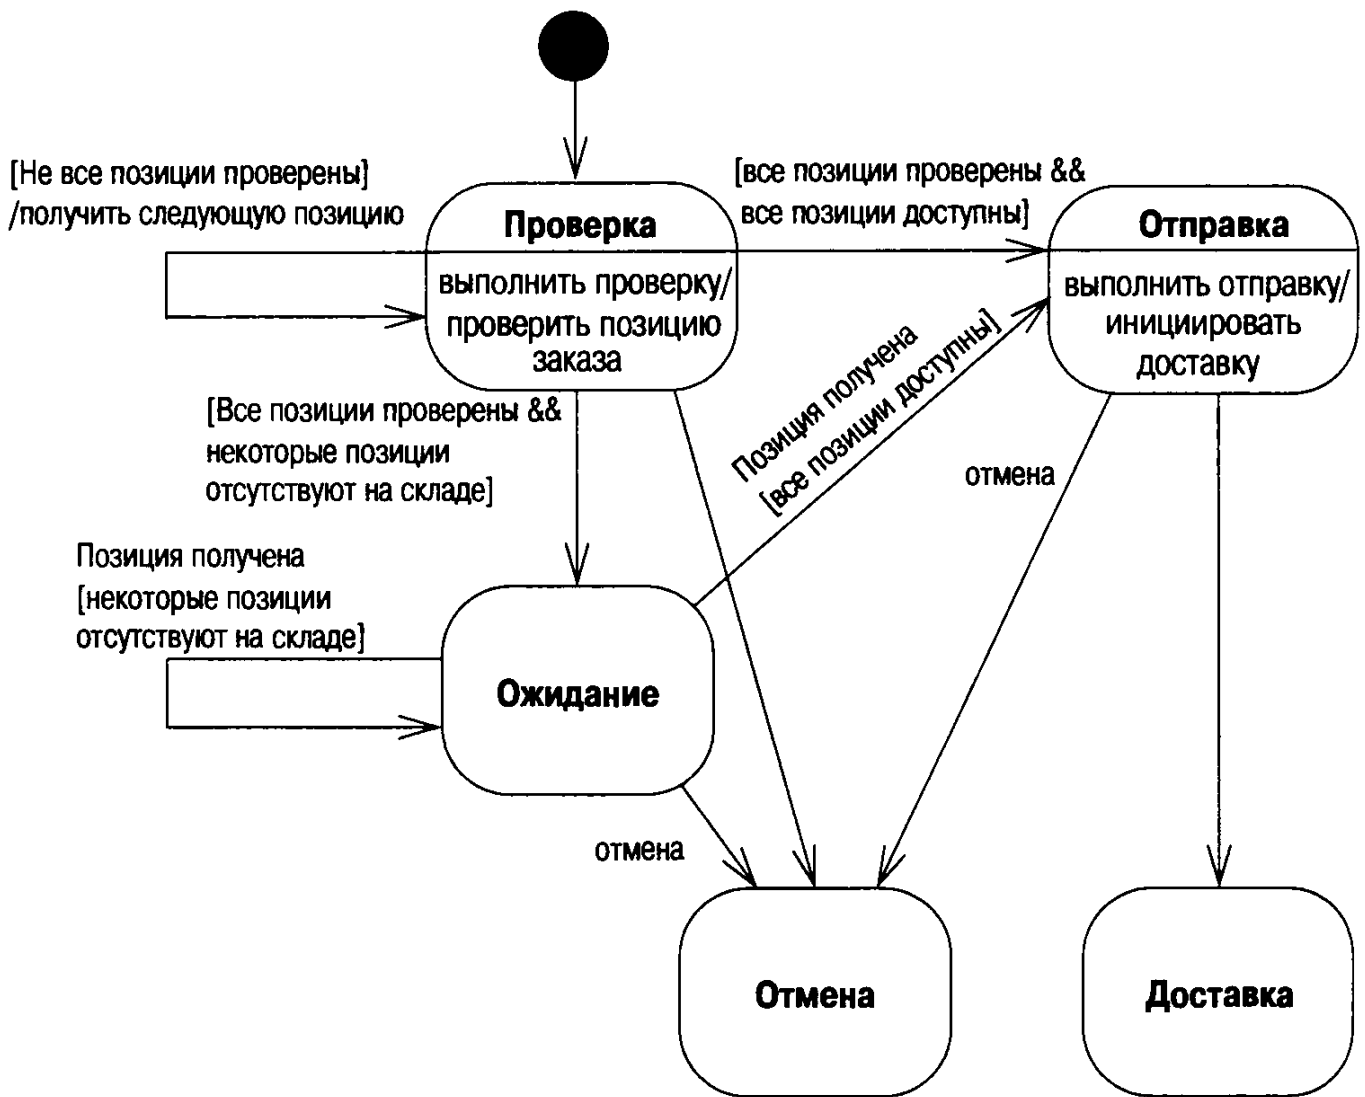 [Не все позиции проверены]
/получить следующую позицию
[все позиции проверены &&
все позиции доступны]
Проверка
выполнить проверку/
проверить позицию
заказа
Отправка
выполнить отправку/
инициировать
доставку
[Все позиции проверены &&
некоторые позиции
отсутствуют на складе]
Позиция получена
[все позиции доступны]
отмена
Позиция получена
[некоторые позиции
отсутствуют на складе]
Ожидание
отмена
Отмена
Доставка